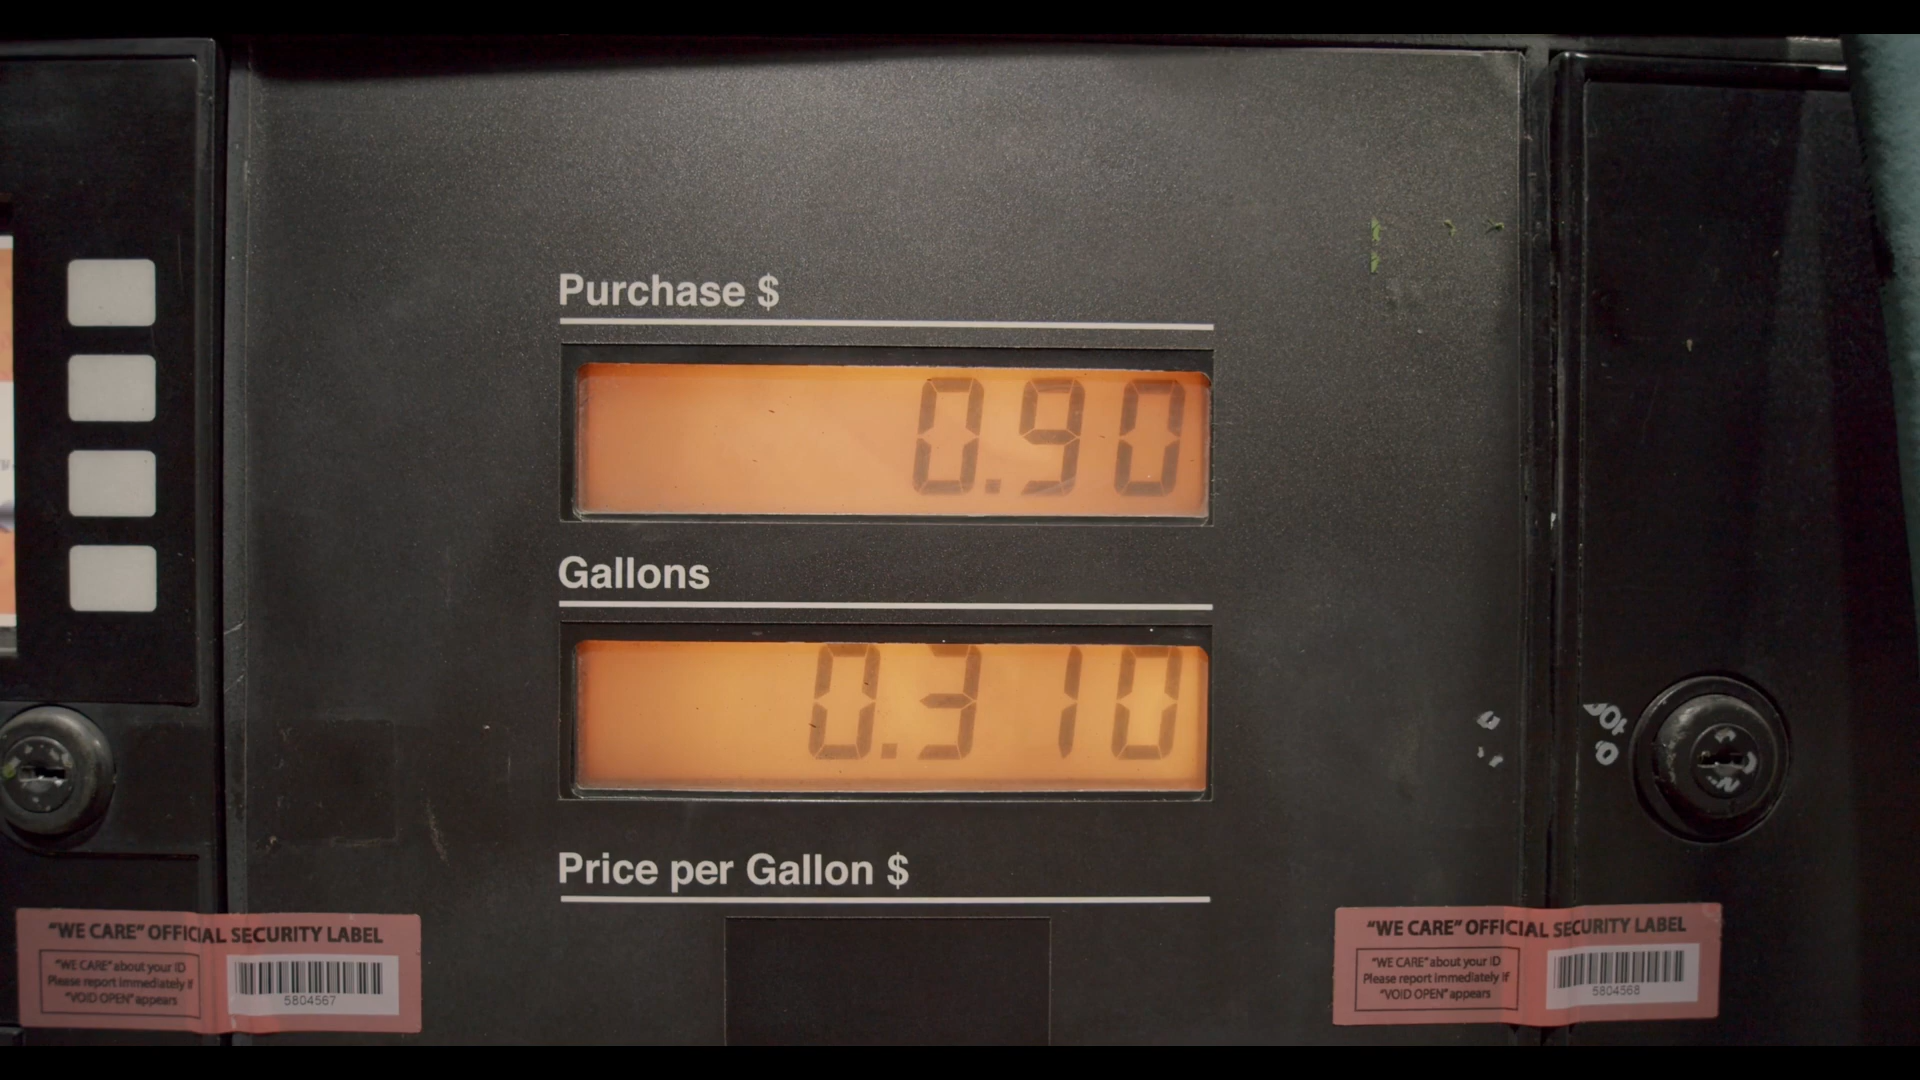 Purchase $
0.90
Gallons
0.310
Price per Gallon $
"WE CARE" OFFICIAL SECURITY LABEL
"WE CARE" about your ID
Please report immediately if
"VOID OPEN" appears
5804567
"WE CARE" OFFICIAL SECURITY LABEL
"WE CARE" about your ID
Please report immediately if
"VOID OPEN" appears
5804568